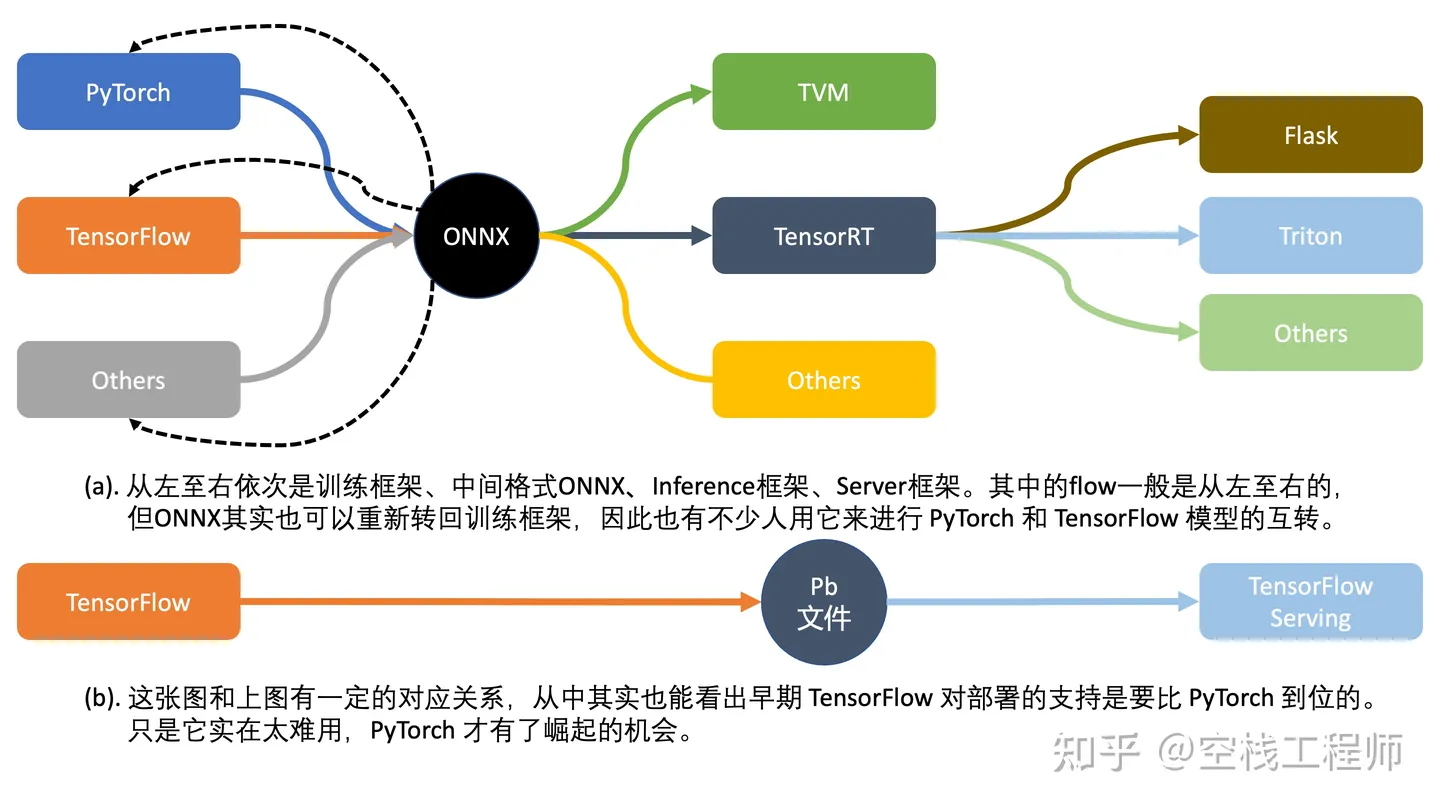 PyTorch
TVM
Flask
TensorFlow
ONNX
TensorRT
Triton
Others
Others
Others
(a). 从左至右依次是训练框架、中间格式ONNX、Inference框架、Server框架。其中的flow一般是从左至右的，
但ONNX其实也可以重新转回训练框架，因此也有不少人用它来进行 PyTorch 和 TensorFlow 模型的互转。
TensorFlow
Pb
文件
TensorFlow
Serving
(b). 这张图和上图有一定的对应关系，从中其实也能看出早期 TensorFlow 对部署的支持是要比 PyTorch 到位的。
只是它实在太难用，PyTorch 才有了崛起的机会。
知乎 @空栈工程师